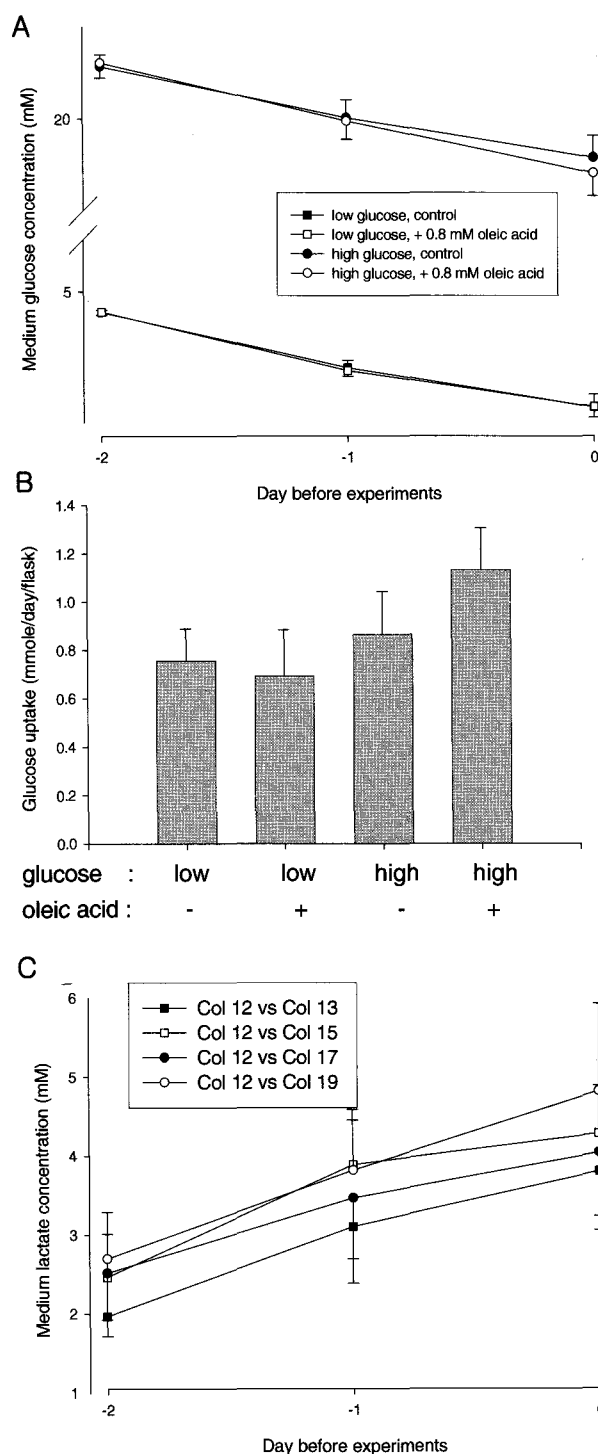 A
Medium glucose concentration (mM)
20
5
low glucose, control
low glucose, + 0.8 mM oleic acid
high glucose, control
high glucose, + 0.8 mM oleic acid
-2
-1
0
Day before experiments
B
Glucose uptake (mmole/day/flask)
1.4
1.2
1.0
0.8
0.6
0.4
0.2
0.0
glucose : low low high high
oleic acid : - + - +
C
Medium lactate concentration (mM)
6
5
4
3
2
1
Col 12 vs Col 13
Col 12 vs Col 15
Col 12 vs Col 17
Col 12 vs Col 19
-2
-1
Day before experiments